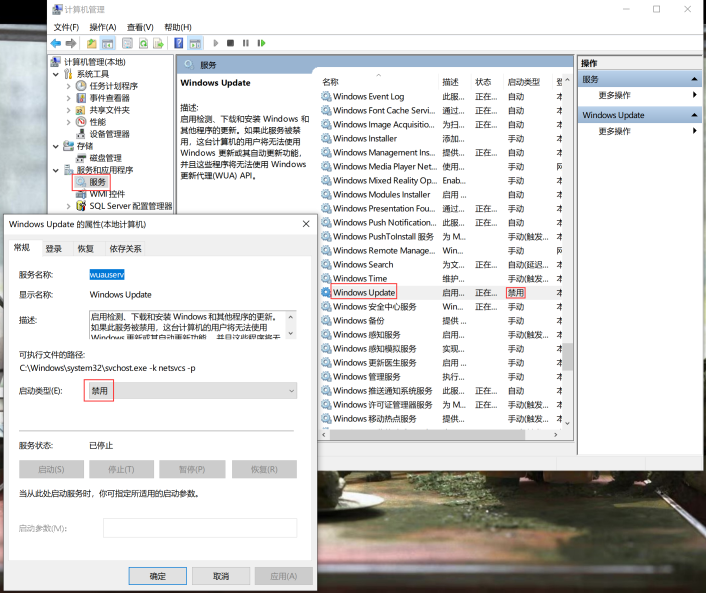 计算机管理
文件(F) 操作(A) 查看(V) 帮助(H)
计算机管理(本地)
系统工具
任务计划程序
事件查看器
共享文件夹
性能
设备管理器
存储
磁盘管理
服务和应用程序
服务
WMI 控件
SQL Server 配置管理器
服务
Windows Update
描述:
启用检测、下载和安装 Windows 和
其他程序的更新。如果此服务被禁
用，这台计算机的用户将无法使用
Windows 更新或其自动更新功能，
并且这些程序将无法使用 Windows
更新代理(WUA) API。
名称 描述 状态 启动类型 登
Windows Event Log 此服... 正在... 自动 本
Windows Font Cache Servi... 通过... 正在... 自动 本
Windows Image Acquisitio... 为扫... 正在... 自动 本
Windows Installer 添加... 手动 本
Windows Management Ins... 提供... 正在... 自动 本
Windows Media Player Net... 使用... 手动 网
Windows Mixed Reality Op... Enab... 手动 本
Windows Modules Installer 启用 ... 自动 本
Windows Presentation Fou... 通过... 正在... 手动 本
Windows Push Notification... 此服... 正在... 自动 本
Windows PushToInstall 服务 为 M... 手动(触发... 本
Windows Remote Manage... Win... 手动 网
Windows Search 为文... 正在... 自动(延迟... 本
Windows Time 维护... 手动(触发... 本
Windows Update 启用... 正在... 禁用 本
Windows 安全中心服务 Win... 正在... 手动 本
Windows 备份 提供 ... 手动 本
Windows 感知服务 启用... 手动(触发... 本
Windows 感知模拟服务 实现... 手动 本
Windows 更新医生服务 启用... 手动 本
Windows 管理服务 执行... 手动 本
Windows 推送通知系统服务 此服... 正在... 自动 本
Windows 许可证管理器服务 为 M... 正在... 手动(触发... 本
Windows 移动热点服务 提供... 手动(触发... 本
操作
服务
更多操作
Windows Update
更多操作
Windows Update 的属性(本地计算机)
常规 登录 恢复 依存关系
服务名称: wuauserv
显示名称: Windows Update
描述: 启用检测、下载和安装 Windows 和其他程序的更新。
如果此服务被禁用，这台计算机的用户将无法使用
Windows 更新或其自动更新功能，并且这些程序将无
可执行文件的路径:
C:\Windows\system32\svchost.exe -k netsvcs -p
启动类型(E): 禁用
服务状态: 已停止
启动(S) 停止(T) 暂停(P) 恢复(R)
当从此处启动服务时，你可指定所适用的启动参数。
启动参数(M):
确定 取消 应用(A)